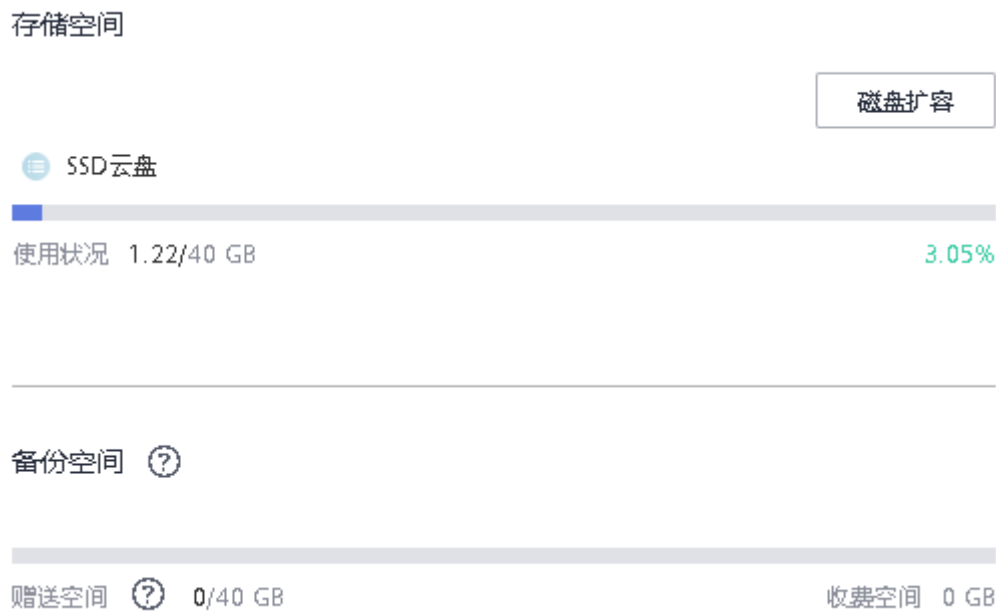 存储空间
磁盘扩容
SSD云盘
使用状况 1.22/40 GB 3.05%
备份空间 ?
赠送空间 ? 0/40 GB 收费空间 0 GB